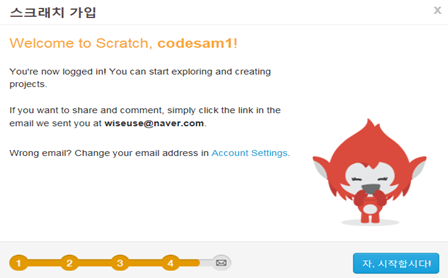 스크래치 가입
x
Welcome to Scratch, codesam1!
You're now logged in! You can start exploring and creating
projects.
If you want to share and comment, simply click the link in the
email we sent you at wiseuse@naver.com.
Wrong email? Change your email address in Account Settings.
1 2 3 4
자, 시작합시다!